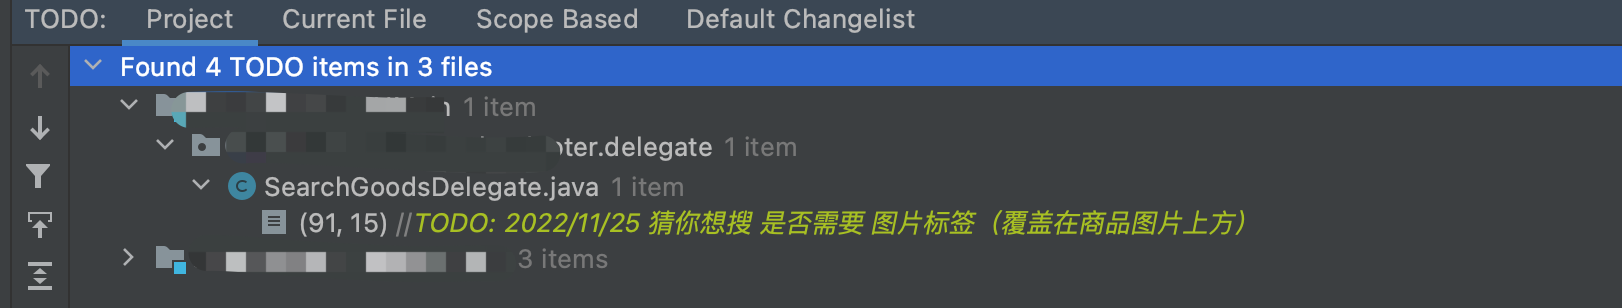 TODO: Project Current File Scope Based Default Changelist
Found 4 TODO items in 3 files
1 item
.delegate 1 item
SearchGoodsDelegate.java 1 item
(91, 15) //TODO: 2022/11/25 猜你想搜 是否需要 图片标签（覆盖在商品图片上方）
3 items